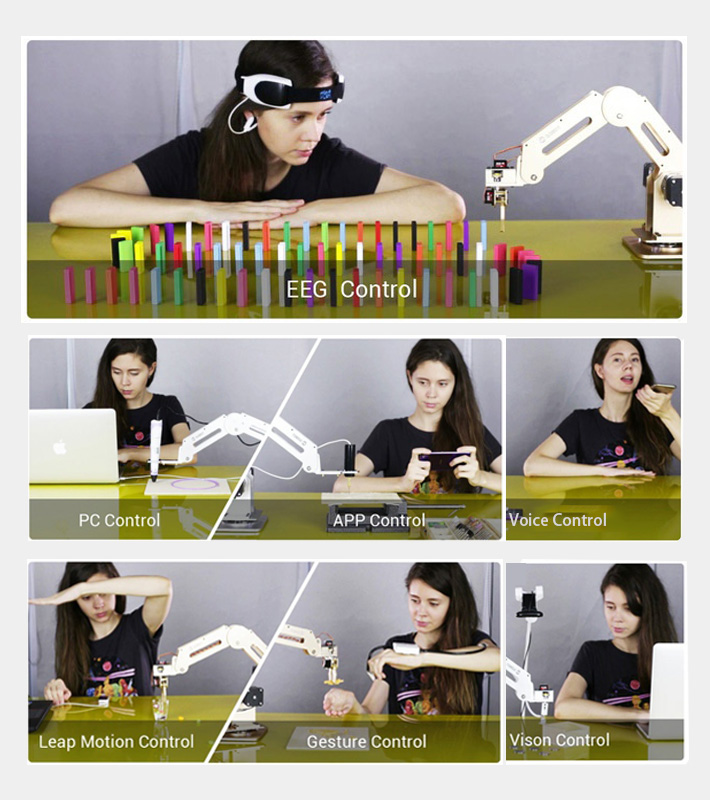 EEG Control
PC Control
APP Control
Voice Control
Leap Motion Control
Gesture Control
Vison Control